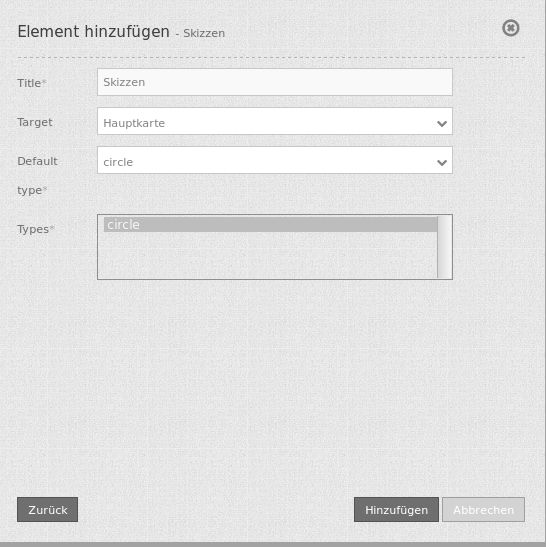 Element hinzufügen - Skizzen
Title* Skizzen
Target Hauptkarte
Default circle
type*
Types* circle
Zurück Hinzufügen Abbrechen